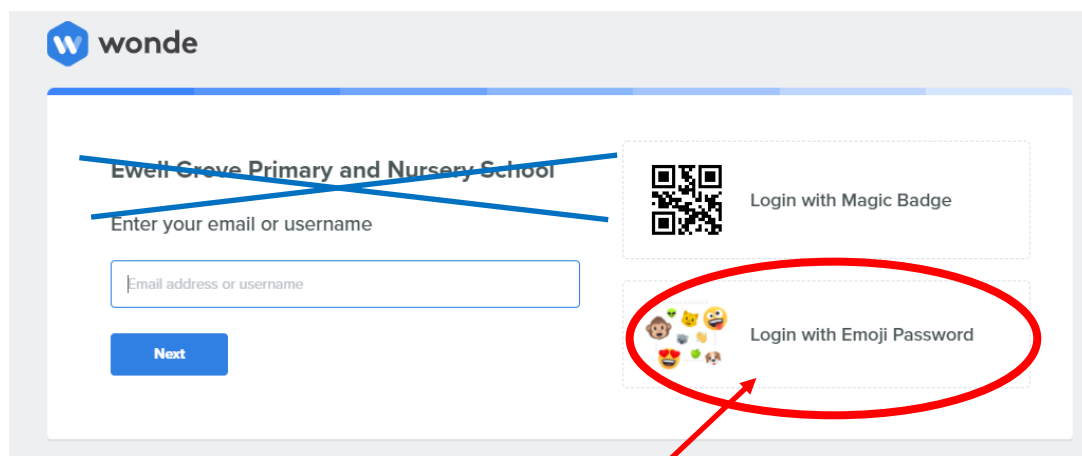 wonde
Ewell Grove Primary and Nursery School
Enter your email or username
Email address or username
Next
Login with Magic Badge
Login with Emoji Password